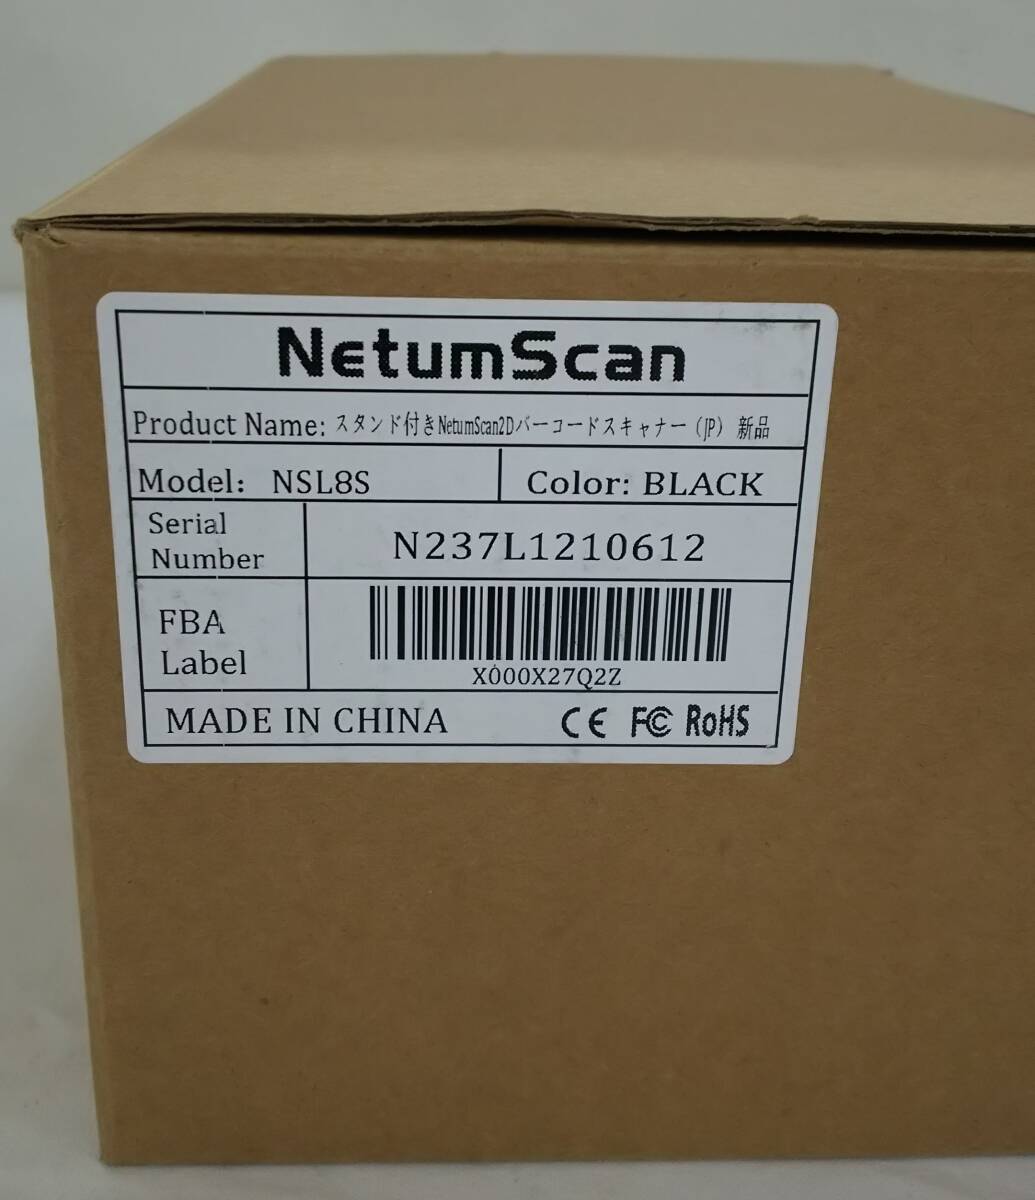 NetumScan
Product Name: スタンド付きNetumScan2Dバーコードスキャナー（JP） 新品
Model: NSL8S
Color: BLACK
Serial
Number
N237L1210612
FBA
Label
X000X27Q2Z
MADE IN CHINA
CE FC RoHS